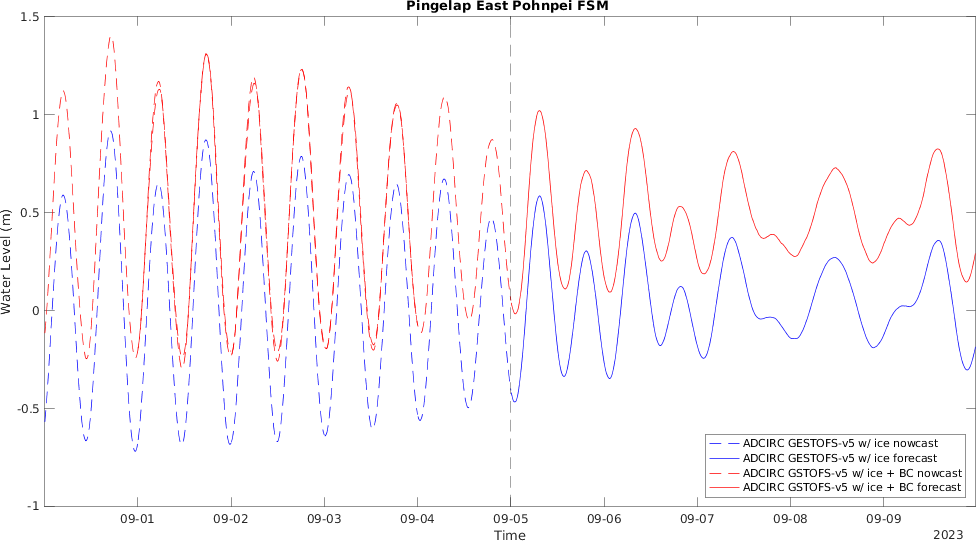 Pingelap East Pohnpei FSM
1.5
1
0.5
0
-0.5
-1
Water Level (m)
ADCIRC GESTOFS-v5 w/ ice nowcast
ADCIRC GESTOFS-v5 w/ ice forecast
ADCIRC GSTOFS-v5 w/ ice + BC nowcast
ADCIRC GSTOFS-v5 w/ ice + BC forecast
09-01 09-02 09-03 09-04 09-05 09-06 09-07 09-08 09-09
Time
2023